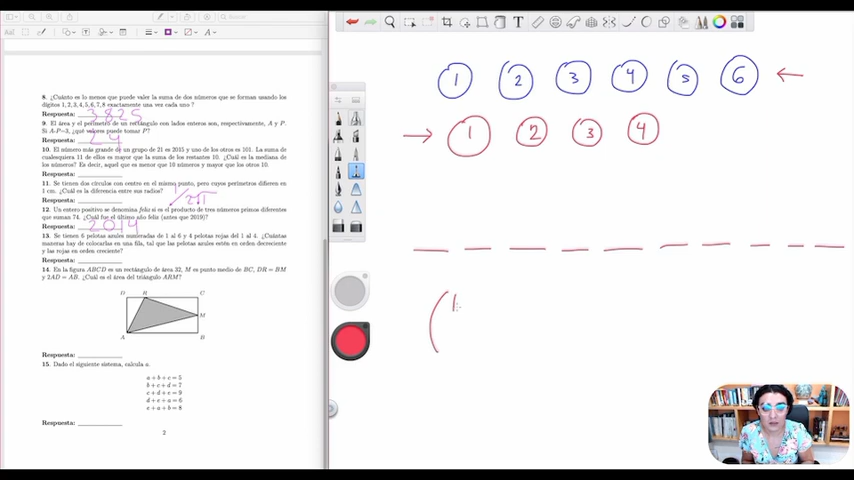 8. ¿Cuánto es lo menos que puede valer la suma de dos números que se forman usando los
dígitos 1, 2, 3, 4, 5, 6, 7, 8 exactamente una vez cada uno ?
Respuesta: 3825
9. El área y el perímetro de un rectángulo con lados enteros son, respectivamente, A y P.
Si A-P=3, ¿qué valores puede tomar P?
Respuesta: 24
10. El número más grande de un grupo de 21 es 2015 y uno de los otros es 101. La suma de
cualesquiera 11 de ellos es mayor que la suma de los restantes 10. ¿Cuál es la mediana de
los números? Es decir, aquel que es menor que 10 números y mayor que los otros 10.
Respuesta:
11. Se tienen dos círculos con centro en el mismo punto, pero cuyos perímetros difieren en
1 cm. ¿Cuál es la diferencia entre sus radios?
Respuesta: 1/2π
12. Un entero positivo se denomina feliz si es el producto de tres números primos diferentes
que suman 74. ¿Cuál fue el último año feliz (antes que 2019)?
Respuesta: 2014
13. Se tienen 6 pelotas azules numeradas de 1 al 6 y 4 pelotas rojas del 1 al 4. ¿Cuántas
maneras hay de colocarlas en una fila, tal que las pelotas azules estén en orden decreciente
y las rojas en orden creciente?
Respuesta:
14. En la figura ABCD es un rectángulo de área 32, M es punto medio de BC, DR = BM
y 2AD = AB. ¿Cuál es el área del triángulo ARM?
D R C
M
A B
Respuesta:
15. Dado el siguiente sistema, calcula a.
a + b + c = 5
b + c + d = 7
c + d + e = 9
d + e + a = 6
e + a + b = 8
Respuesta:
2
1 2 3 4 5 6 ←
→ 1 2 3 4
(1